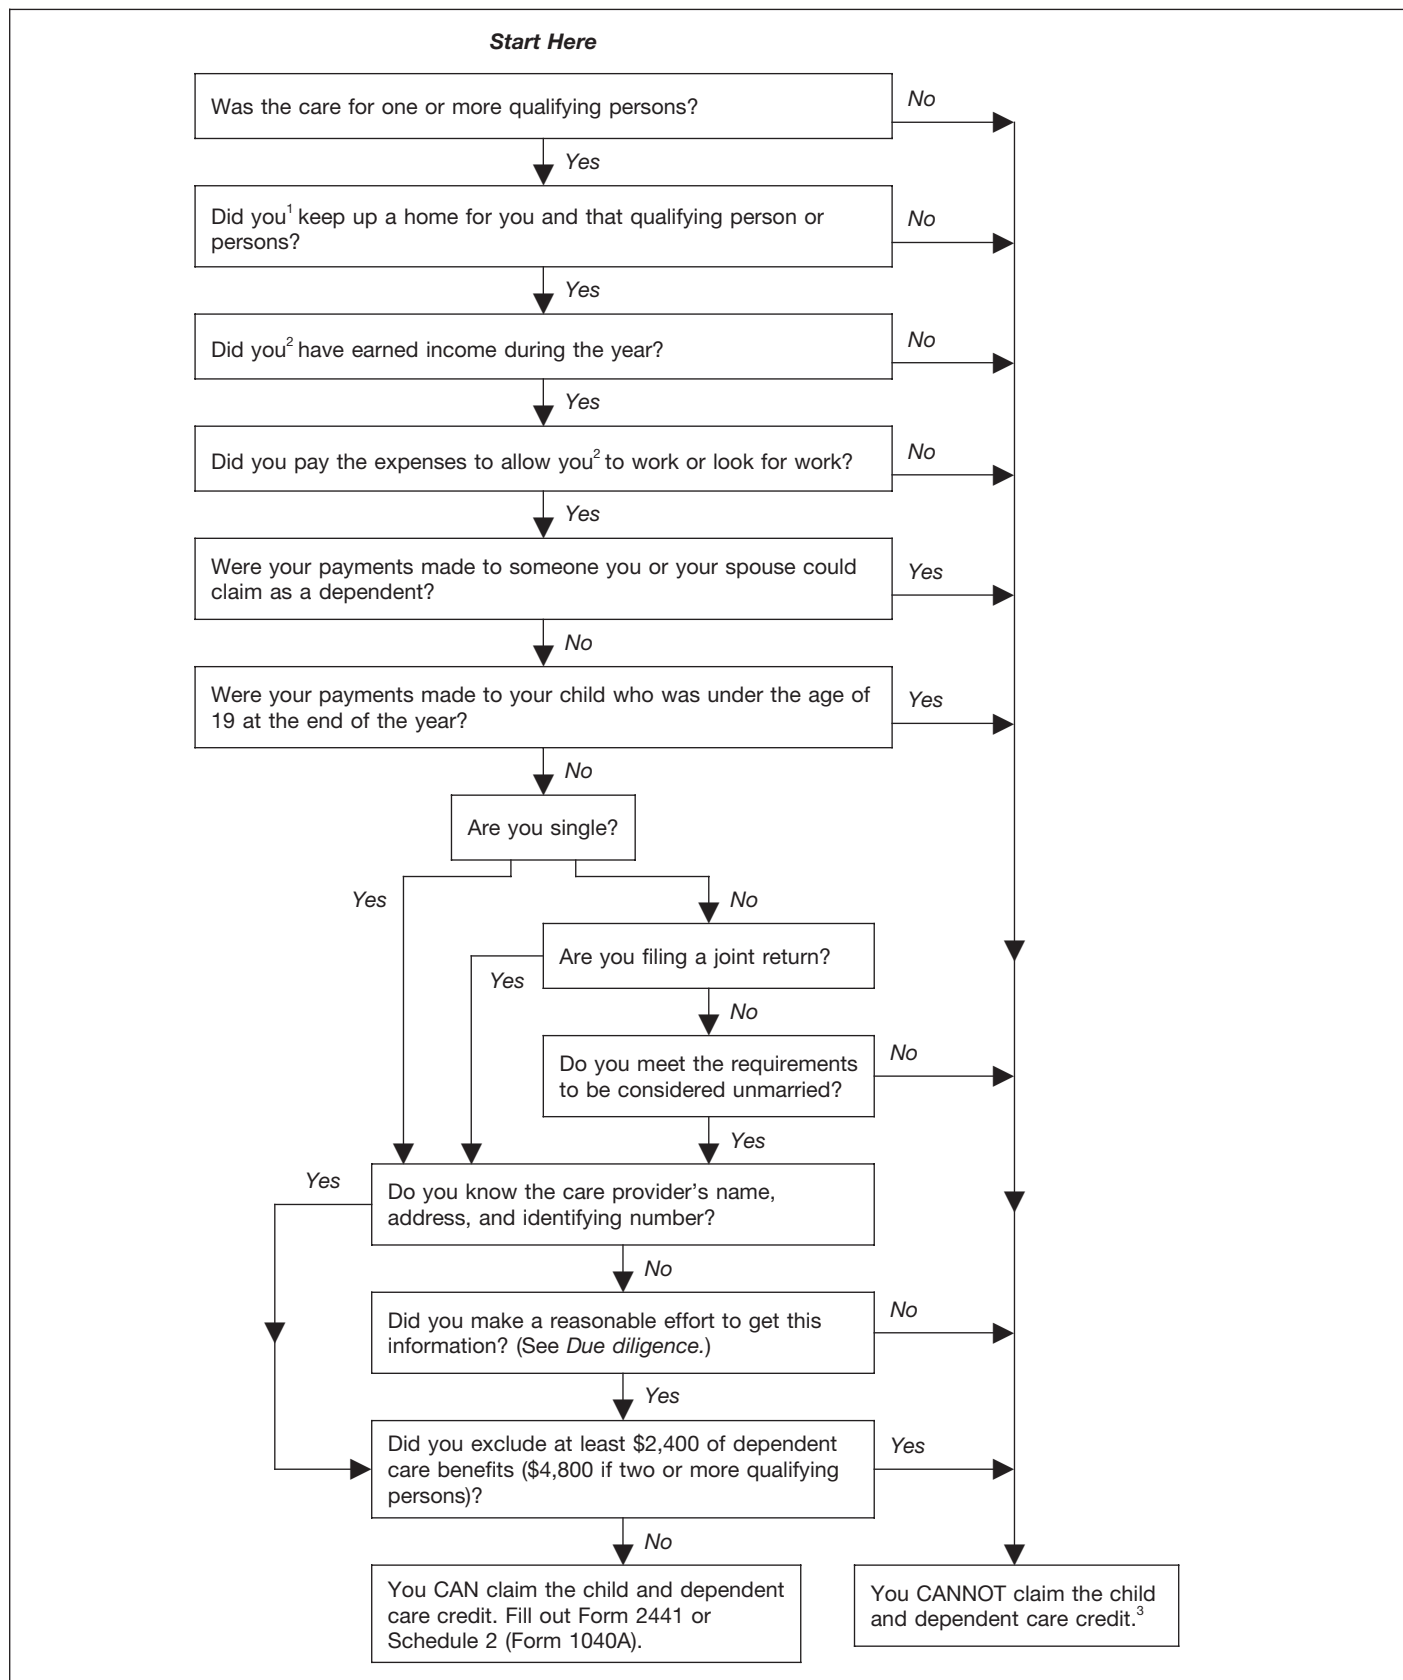 Start Here
Was the care for one or more qualifying persons?
No
Yes
Did you1 keep up a home for you and that qualifying person or
persons?
No
Yes
Did you2 have earned income during the year?
No
Yes
Did you pay the expenses to allow you2 to work or look for work?
No
Yes
Were your payments made to someone you or your spouse could
claim as a dependent?
Yes
No
Were your payments made to your child who was under the age of
19 at the end of the year?
Yes
No
Are you single?
Yes
No
Are you filing a joint return?
Yes
No
Do you meet the requirements
to be considered unmarried?
No
Yes
Yes
Do you know the care provider's name,
address, and identifying number?
No
Did you make a reasonable effort to get this
information? (See Due diligence.)
No
Yes
Did you exclude at least $2,400 of dependent
care benefits ($4,800 if two or more qualifying
persons)?
Yes
No
You CAN claim the child and dependent
care credit. Fill out Form 2441 or
Schedule 2 (Form 1040A).
You CANNOT claim the child
and dependent care credit.3